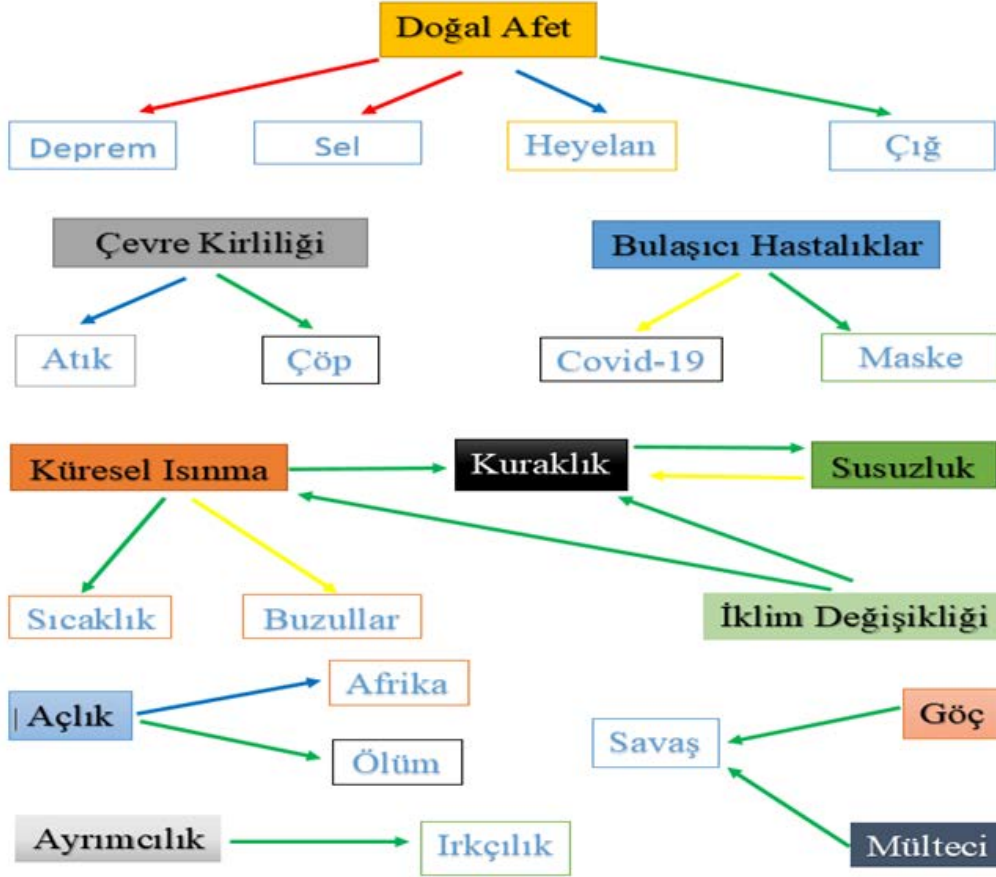 Doğal Afet
Deprem
Sel
Heyelan
Çığ
Çevre Kirliliği
Bulaşıcı Hastalıklar
Atık
Çöp
Covid-19
Maske
Küresel Isınma
Kuraklık
Susuzluk
Sıcaklık
Buzullar
İklim Değişikliği
Afrika
Açlık
Göç
Savaş
Ölüm
Ayrımcılık
Irkçılık
Mülteci